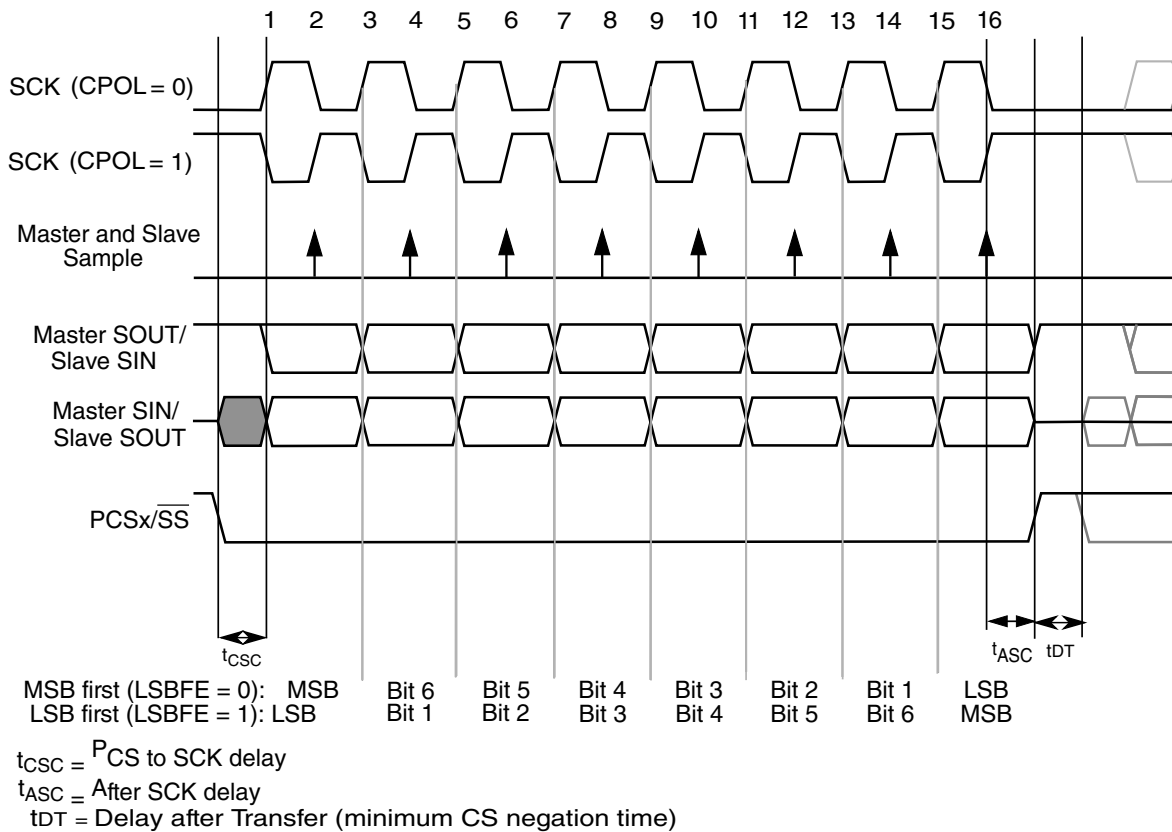 1 2 3 4 5 6 7 8 9 10 11 12 13 14 15 16
SCK (CPOL = 0)
SCK (CPOL = 1)
Master and Slave
Sample
Master SOUT/
Slave SIN
Master SIN/
Slave SOUT
PCSx/SS
tCSC
tASC
tDT
MSB first (LSBFE = 0): MSB Bit 6 Bit 5 Bit 4 Bit 3 Bit 2 Bit 1 LSB
LSB first (LSBFE = 1): LSB Bit 1 Bit 2 Bit 3 Bit 4 Bit 5 Bit 6 MSB
tCSC = PCS to SCK delay
tASC = After SCK delay
tDT = Delay after Transfer (minimum CS negation time)